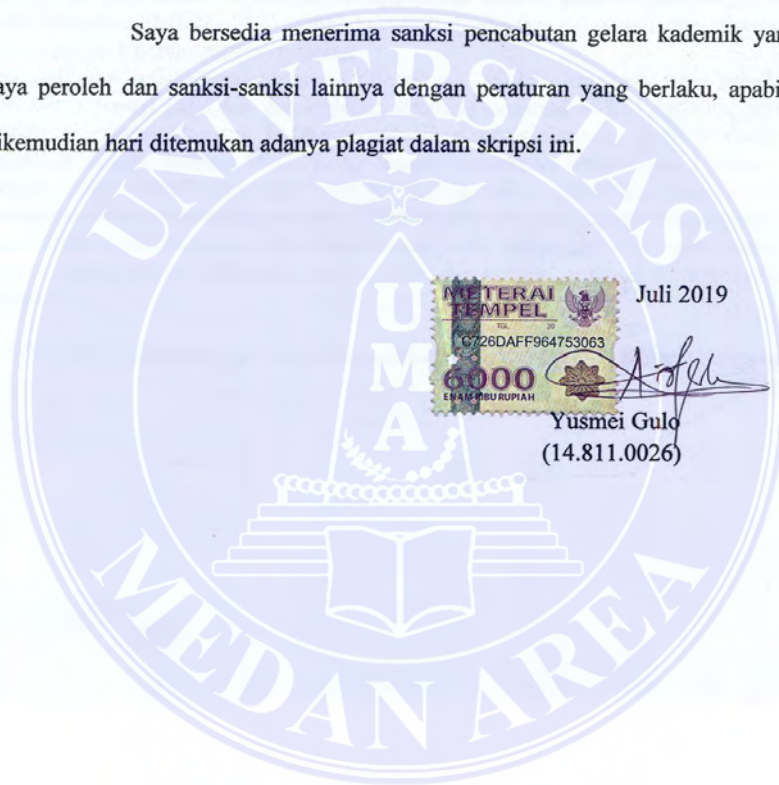 Saya bersedia menerima sanksi pencabutan gelara kademik yan
aya peroleh dan sanksi-sanksi lainnya dengan peraturan yang berlaku, apabi
ikemudian hari ditemukan adanya plagiat dalam skripsi ini.
UNIVERSITAS
METERAI
TEMPEL
TGL 20
C726DAFF964753063
6000
ENAM RIBU RUPIAH
Juli 2019
Yusmei Gulo
(14.811.0026)
UMA
MEDAN AREA